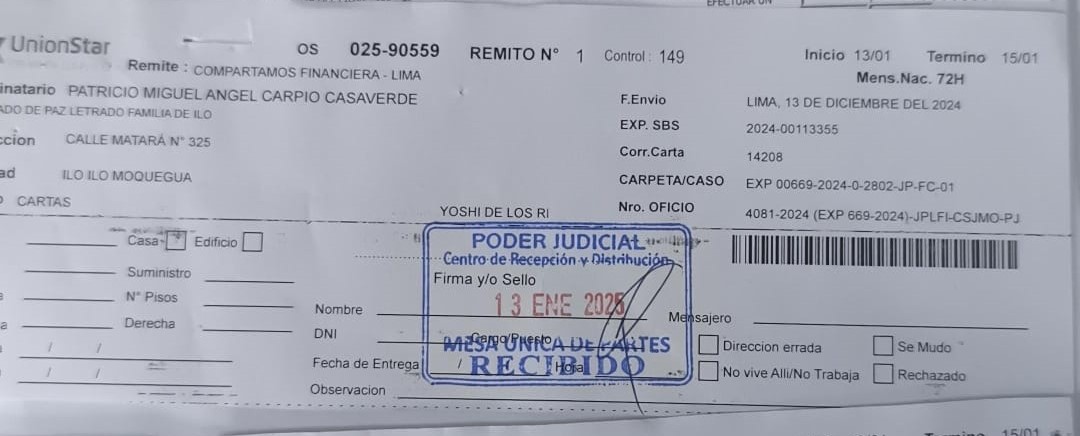 EFECTUAR UN
UnionStar
OS 025-90559 REMITO N° 1 Control : 149
Inicio 13/01 Termino 15/01
Mens.Nac. 72H
Remite : COMPARTAMOS FINANCIERA - LIMA
inatario PATRICIO MIGUEL ANGEL CARPIO CASAVERDE
ADO DE PAZ LETRADO FAMILIA DE ILO
ccion CALLE MATARÁ N° 325
ad ILO ILO MOQUEGUA
CARTAS
F.Envio LIMA, 13 DE DICIEMBRE DEL 2024
EXP. SBS 2024-00113355
Corr.Carta 14208
CARPETA/CASO EXP 00669-2024-0-2802-JP-FC-01
Nro. OFICIO 4081-2024 (EXP 669-2024)-JPLFI-CSJMO-PJ
YOSHI DE LOS RI
Casa Edificio
Suministro
N° Pisos
Derecha
a
/ /
/ /
PODER JUDICIAL
Centro de Recepción y Distribución
Firma y/o Sello
13 ENE 2025
Nombre
DNI
Cargo/Puesto
MESA UNICA DE PARTES
Fecha de Entrega / / Hora
RECIBIDO
Observacion
Mensajero
Direccion errada Se Mudo
No vive Alli/No Trabaja Rechazado
Termino 15/01